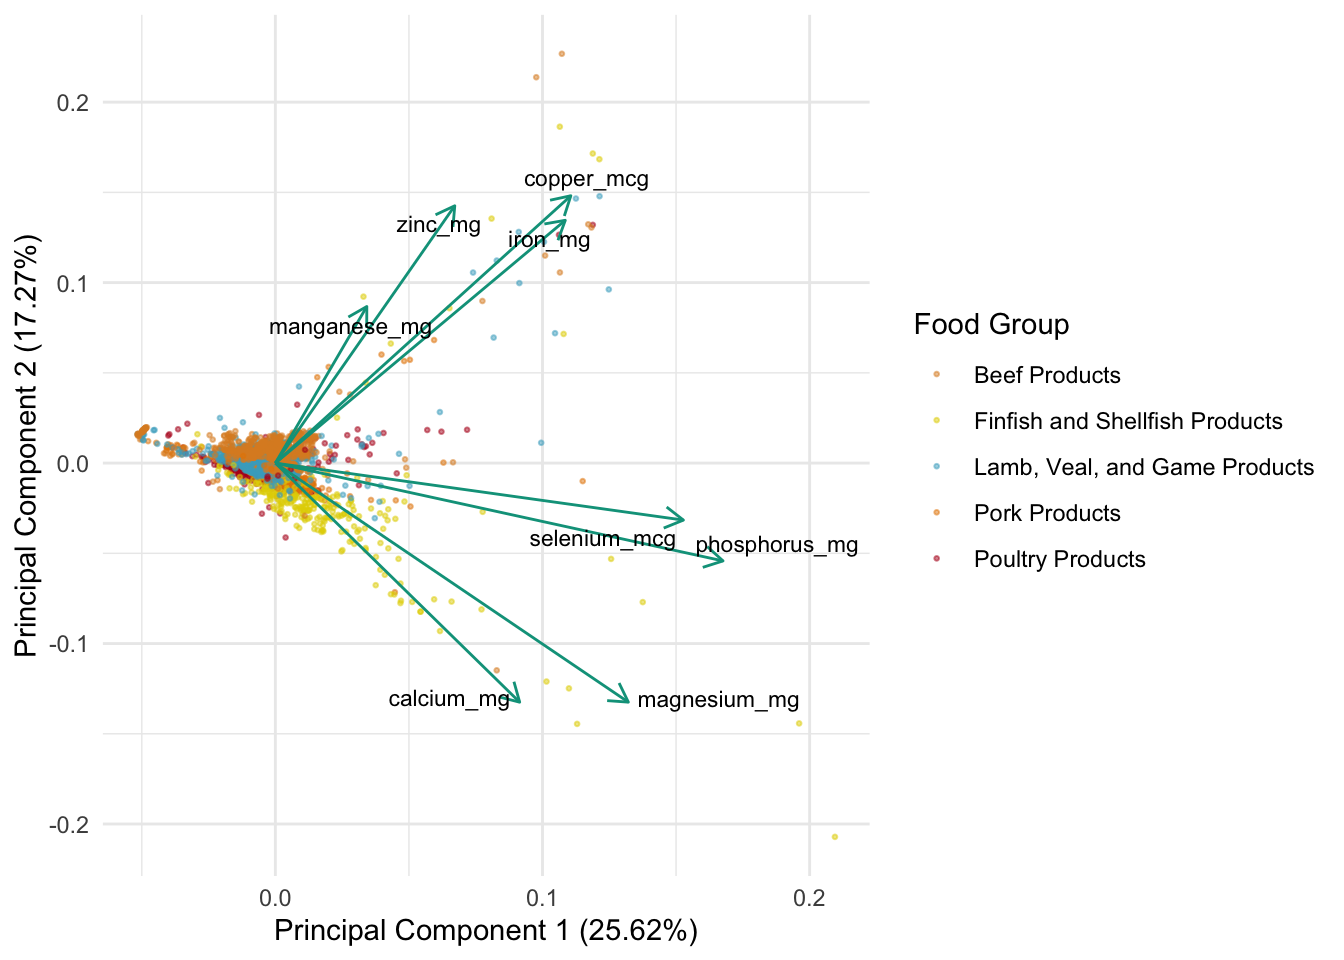 0.2
0.1
0.0
-0.1
-0.2
Principal Component 2 (17.27%)
copper_mcg
zinc_mg
iron_mg
manganese_mg
selenium_mcg
phosphorus_mg
calcium_mg
magnesium_mg
0.0
0.1
0.2
Principal Component 1 (25.62%)
Food Group
Beef Products
Finfish and Shellfish Products
Lamb, Veal, and Game Products
Pork Products
Poultry Products